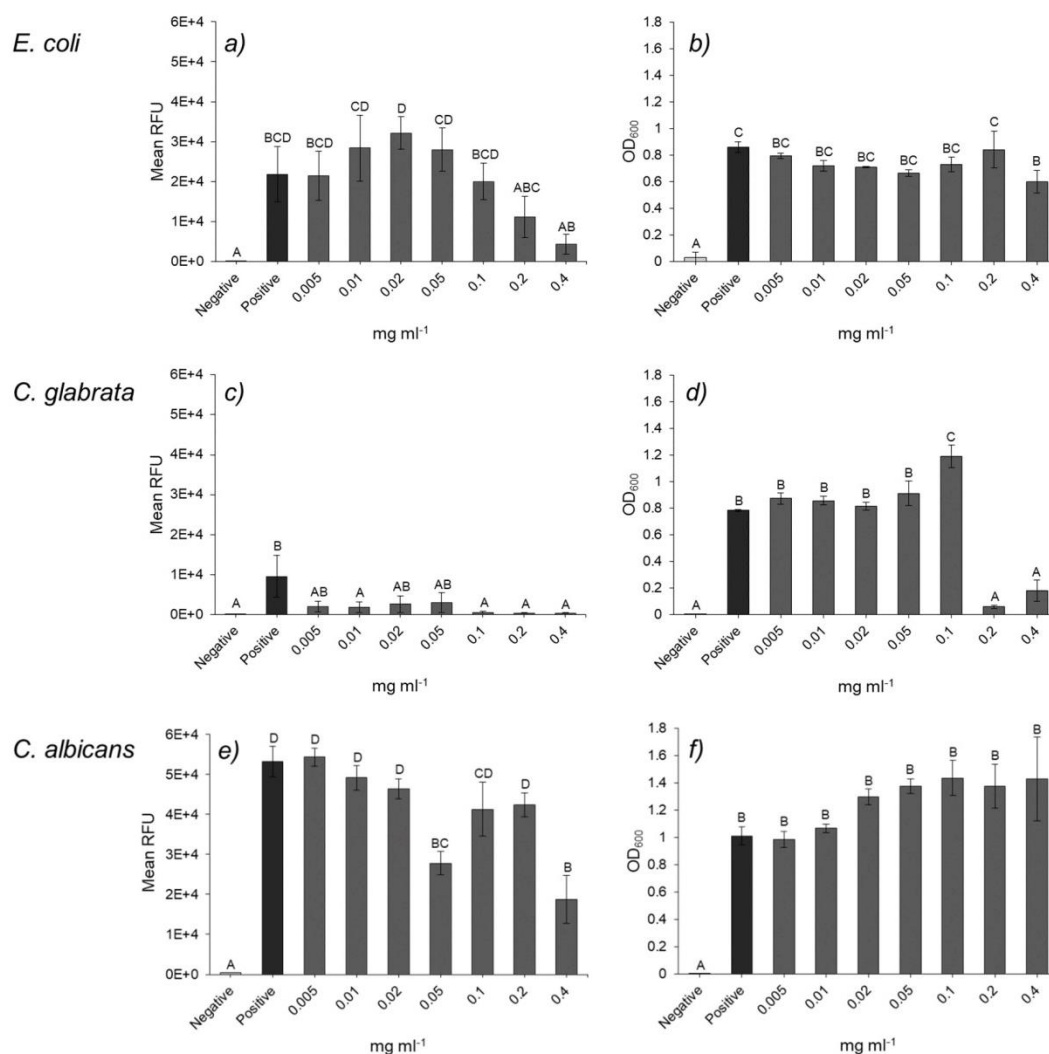 E. coli
a)
Mean RFU
6E+4
5E+4
4E+4
3E+4
2E+4
1E+4
0E+0
A
BCD
BCD
CD
D
CD
BCD
ABC
AB
Negative
Positive
0.005
0.01
0.02
0.05
0.1
0.2
0.4
mg ml⁻¹
b)
OD₆₀₀
1.8
1.6
1.4
1.2
1
0.8
0.6
0.4
0.2
0
A
C
BC
BC
BC
BC
BC
C
B
Negative
Positive
0.005
0.01
0.02
0.05
0.1
0.2
0.4
mg ml⁻¹
C. glabrata
c)
Mean RFU
6E+4
5E+4
4E+4
3E+4
2E+4
1E+4
0E+0
A
B
AB
A
AB
AB
A
A
A
Negative
Positive
0.005
0.01
0.02
0.05
0.1
0.2
0.4
mg ml⁻¹
d)
OD₆₀₀
1.8
1.6
1.4
1.2
1
0.8
0.6
0.4
0.2
0
A
B
B
B
B
B
C
A
A
Negative
Positive
0.005
0.01
0.02
0.05
0.1
0.2
0.4
mg ml⁻¹
C. albicans
e)
Mean RFU
6E+4
5E+4
4E+4
3E+4
2E+4
1E+4
0E+0
A
D
D
D
D
BC
CD
D
B
Negative
Positive
0.005
0.01
0.02
0.05
0.1
0.2
0.4
mg ml⁻¹
f)
OD₆₀₀
1.8
1.6
1.4
1.2
1
0.8
0.6
0.4
0.2
0
A
B
B
B
B
B
B
B
B
Negative
Positive
0.005
0.01
0.02
0.05
0.1
0.2
0.4
mg ml⁻¹